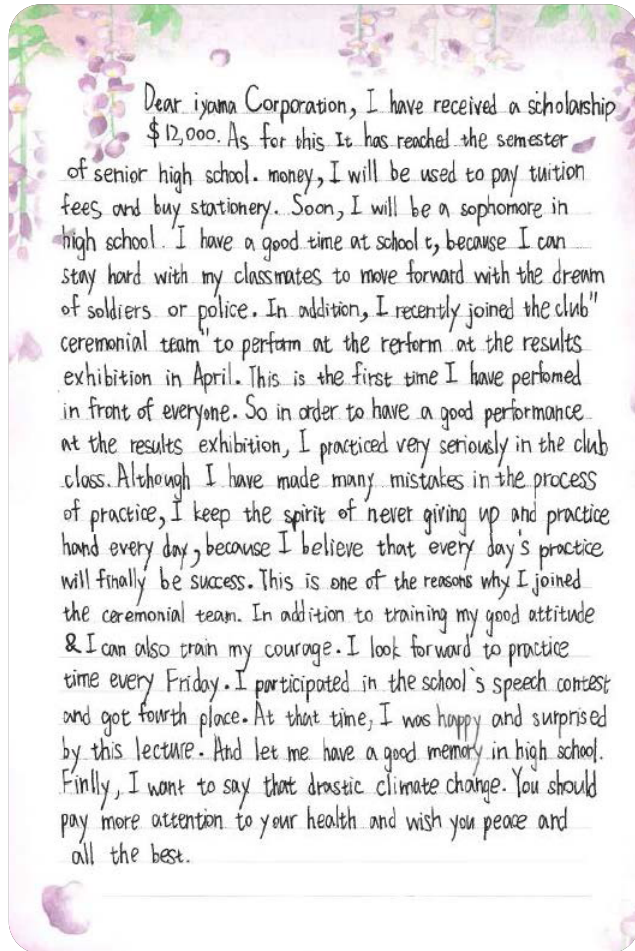 Dear iyama Corporation, I have received a scholarship
$12,000. As for this It has reached the semester
of senior high school. money, I will be used to pay tuition
fees and buy stationery. Soon, I will be a sophomore in
high school. I have a good time at school t, because I can
stay hard with my classmates to move forward with the dream
of soldiers or police. In addition, I recently joined the club"
ceremonial team" to perform at the rerform at the results
exhibition in April. This is the first time I have perfomed
in front of everyone. So in order to have a good performance
at the results exhibition, I practiced very seriously in the club
class. Although I have made many mistakes in the process
of practice, I keep the spirit of never giving up and practice
hand every day, because I believe that every day's practice
will finally be success. This is one of the reasons why I joined
the ceremonial team. In addition to training my good attitude
& I can also train my courage. I look forward to practice
time every Friday. I participated in the school's speech contest
and got fourth place. At that time, I was happy and surprised
by this lecture. And let me have a good memory in high school.
Finlly, I want to say that drastic climate change. You should
pay more attention to your health and wish you peace and
all the best.